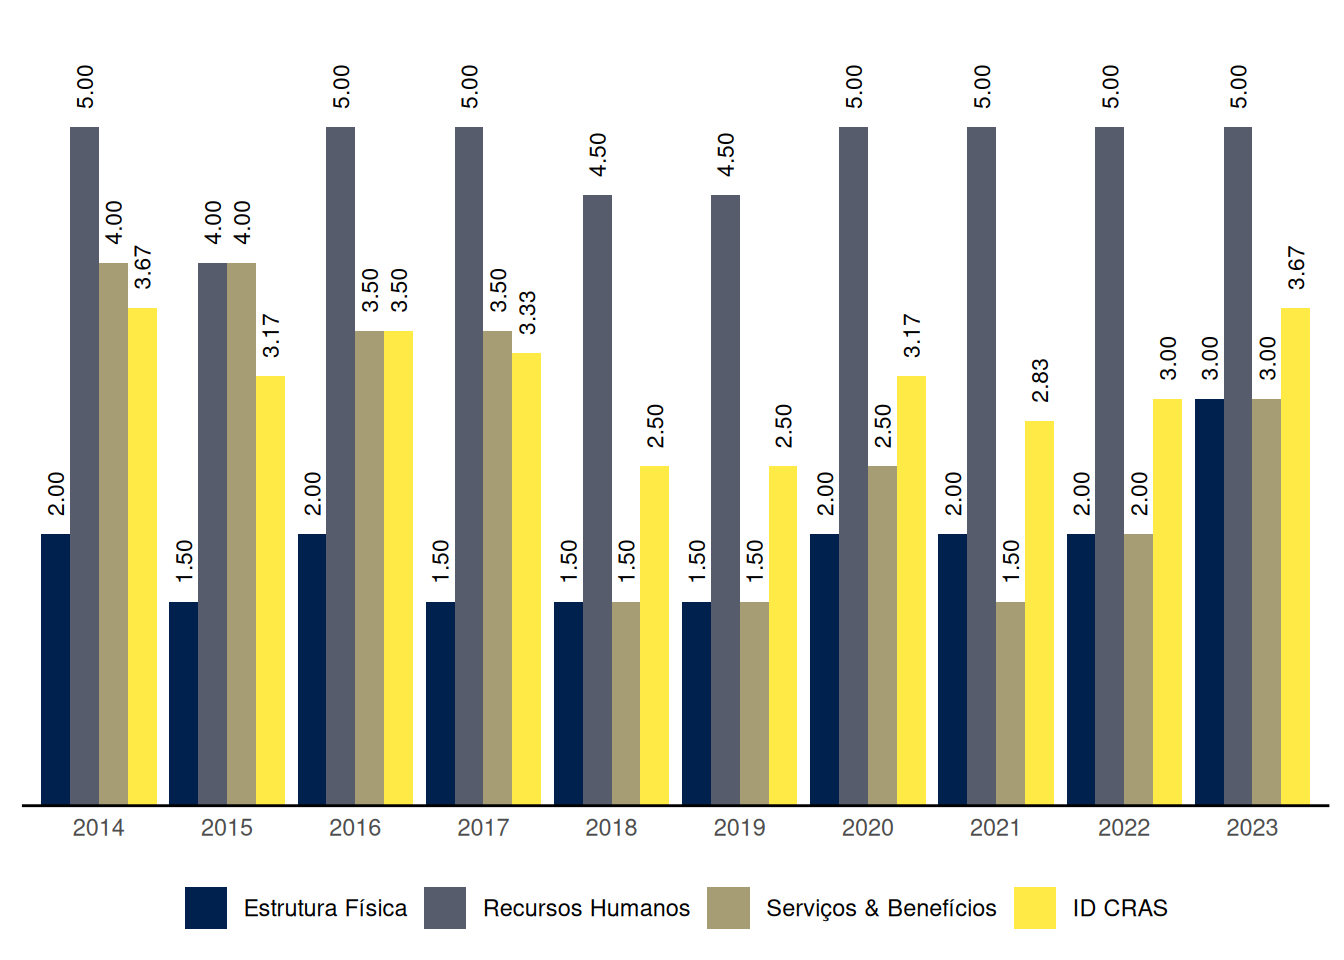 5.00 5.00 5.00 5.00 5.00 5.00 5.00
4.50 4.50
4.00 4.00 4.00
3.67 3.67
3.50 3.50 3.50 3.33
3.17 3.17
3.00 3.00 3.00
2.83
2.50 2.50 2.50
2.00 2.00 2.00 2.00 2.00 2.00
1.50 1.50 1.50 1.50 1.50 1.50 1.50
2014 2015 2016 2017 2018 2019 2020 2021 2022 2023
Estrutura Física Recursos Humanos Serviços & Benefícios ID CRAS